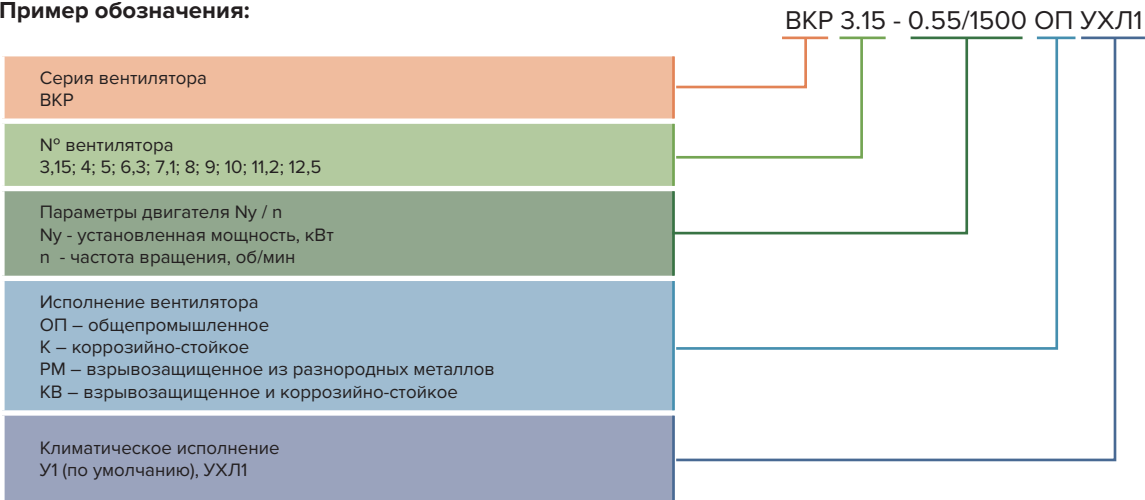 Пример обозначения:
ВКР 3.15 - 0.55/1500 ОП УХЛ1
Серия вентилятора
ВКР
Nº вентилятора
3,15; 4; 5; 6,3; 7,1; 8; 9; 10; 11,2; 12,5
Параметры двигателя Ny / n
Ny - установленная мощность, кВт
n - частота вращения, об/мин
Исполнение вентилятора
ОП – общепромышленное
К – коррозийно-стойкое
РМ – взрывозащищенное из разнородных металлов
КВ – взрывозащищенное и коррозийно-стойкое
Климатическое исполнение
У1 (по умолчанию), УХЛ1